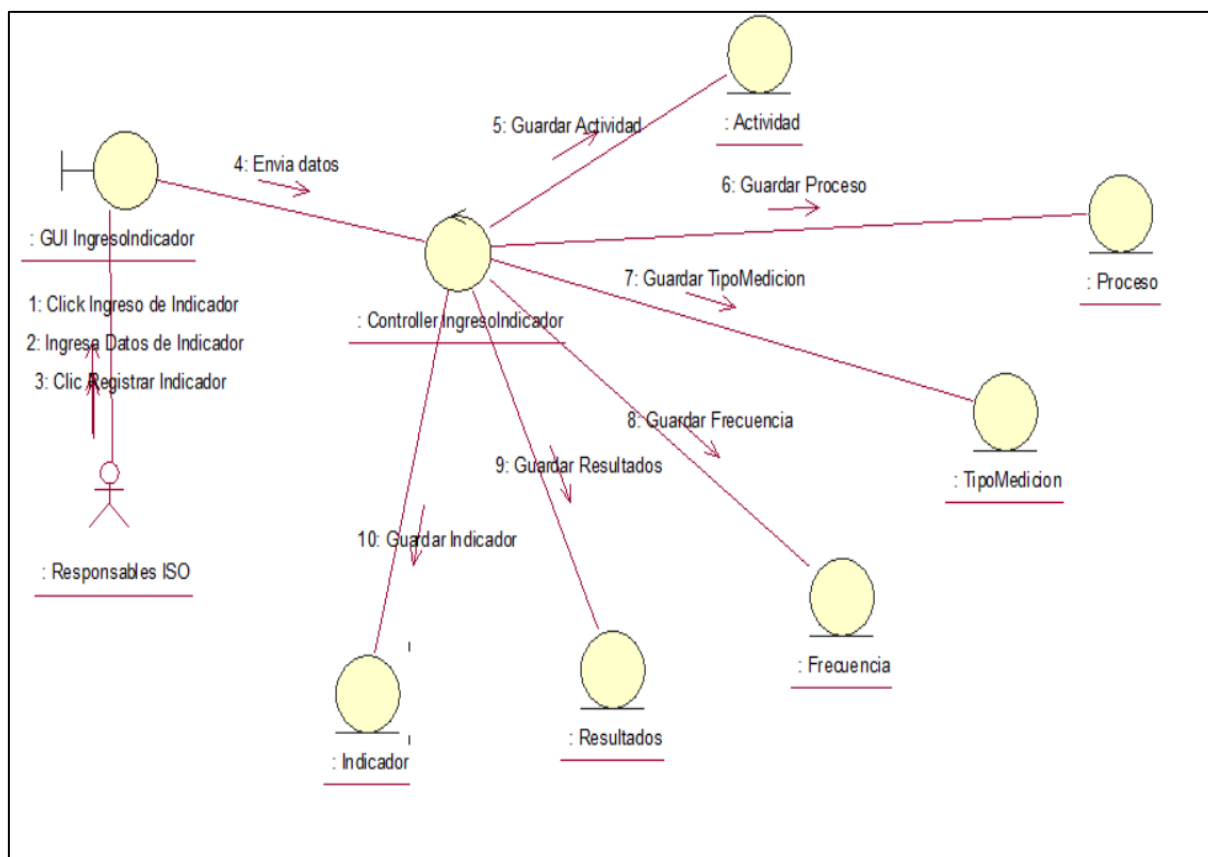 5: Guardar Actividad
: Actividad
4: Envia datos
6: Guardar Proceso
: GUI IngresoIndicador
7: Guardar TipoMedicion
: Proceso
1: Click Ingreso de Indicador
: Controller IngresoIndicador
2: Ingresa Datos de Indicador
3: Clic Registrar Indicador
8: Guardar Frecuencia
9: Guardar Resultados
: TipoMedicion
10: Guardar Indicador
: Responsables ISO
: Frecuencia
: Resultados
: Indicador